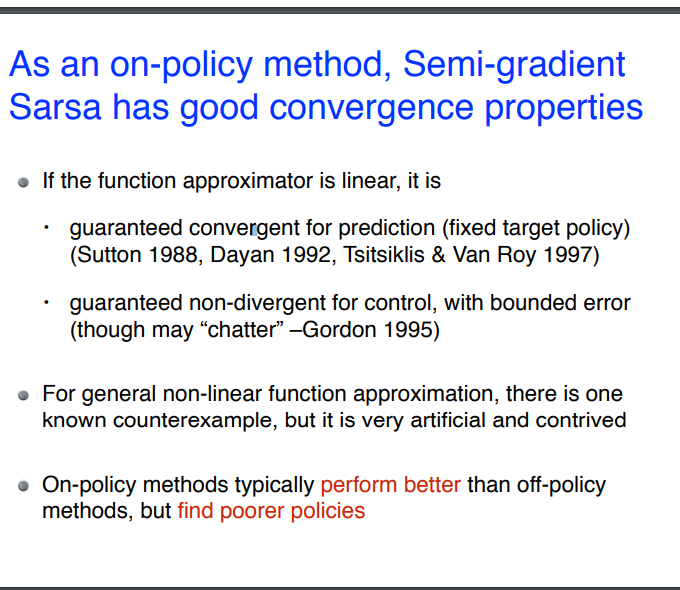 As an on-policy method, Semi-gradient
Sarsa has good convergence properties
If the function approximator is linear, it is
guaranteed convergent for prediction (fixed target policy)
(Sutton 1988, Dayan 1992, Tsitsiklis & Van Roy 1997)
guaranteed non-divergent for control, with bounded error
(though may “chatter” –Gordon 1995)
For general non-linear function approximation, there is one
known counterexample, but it is very artificial and contrived
On-policy methods typically perform better than off-policy
methods, but find poorer policies